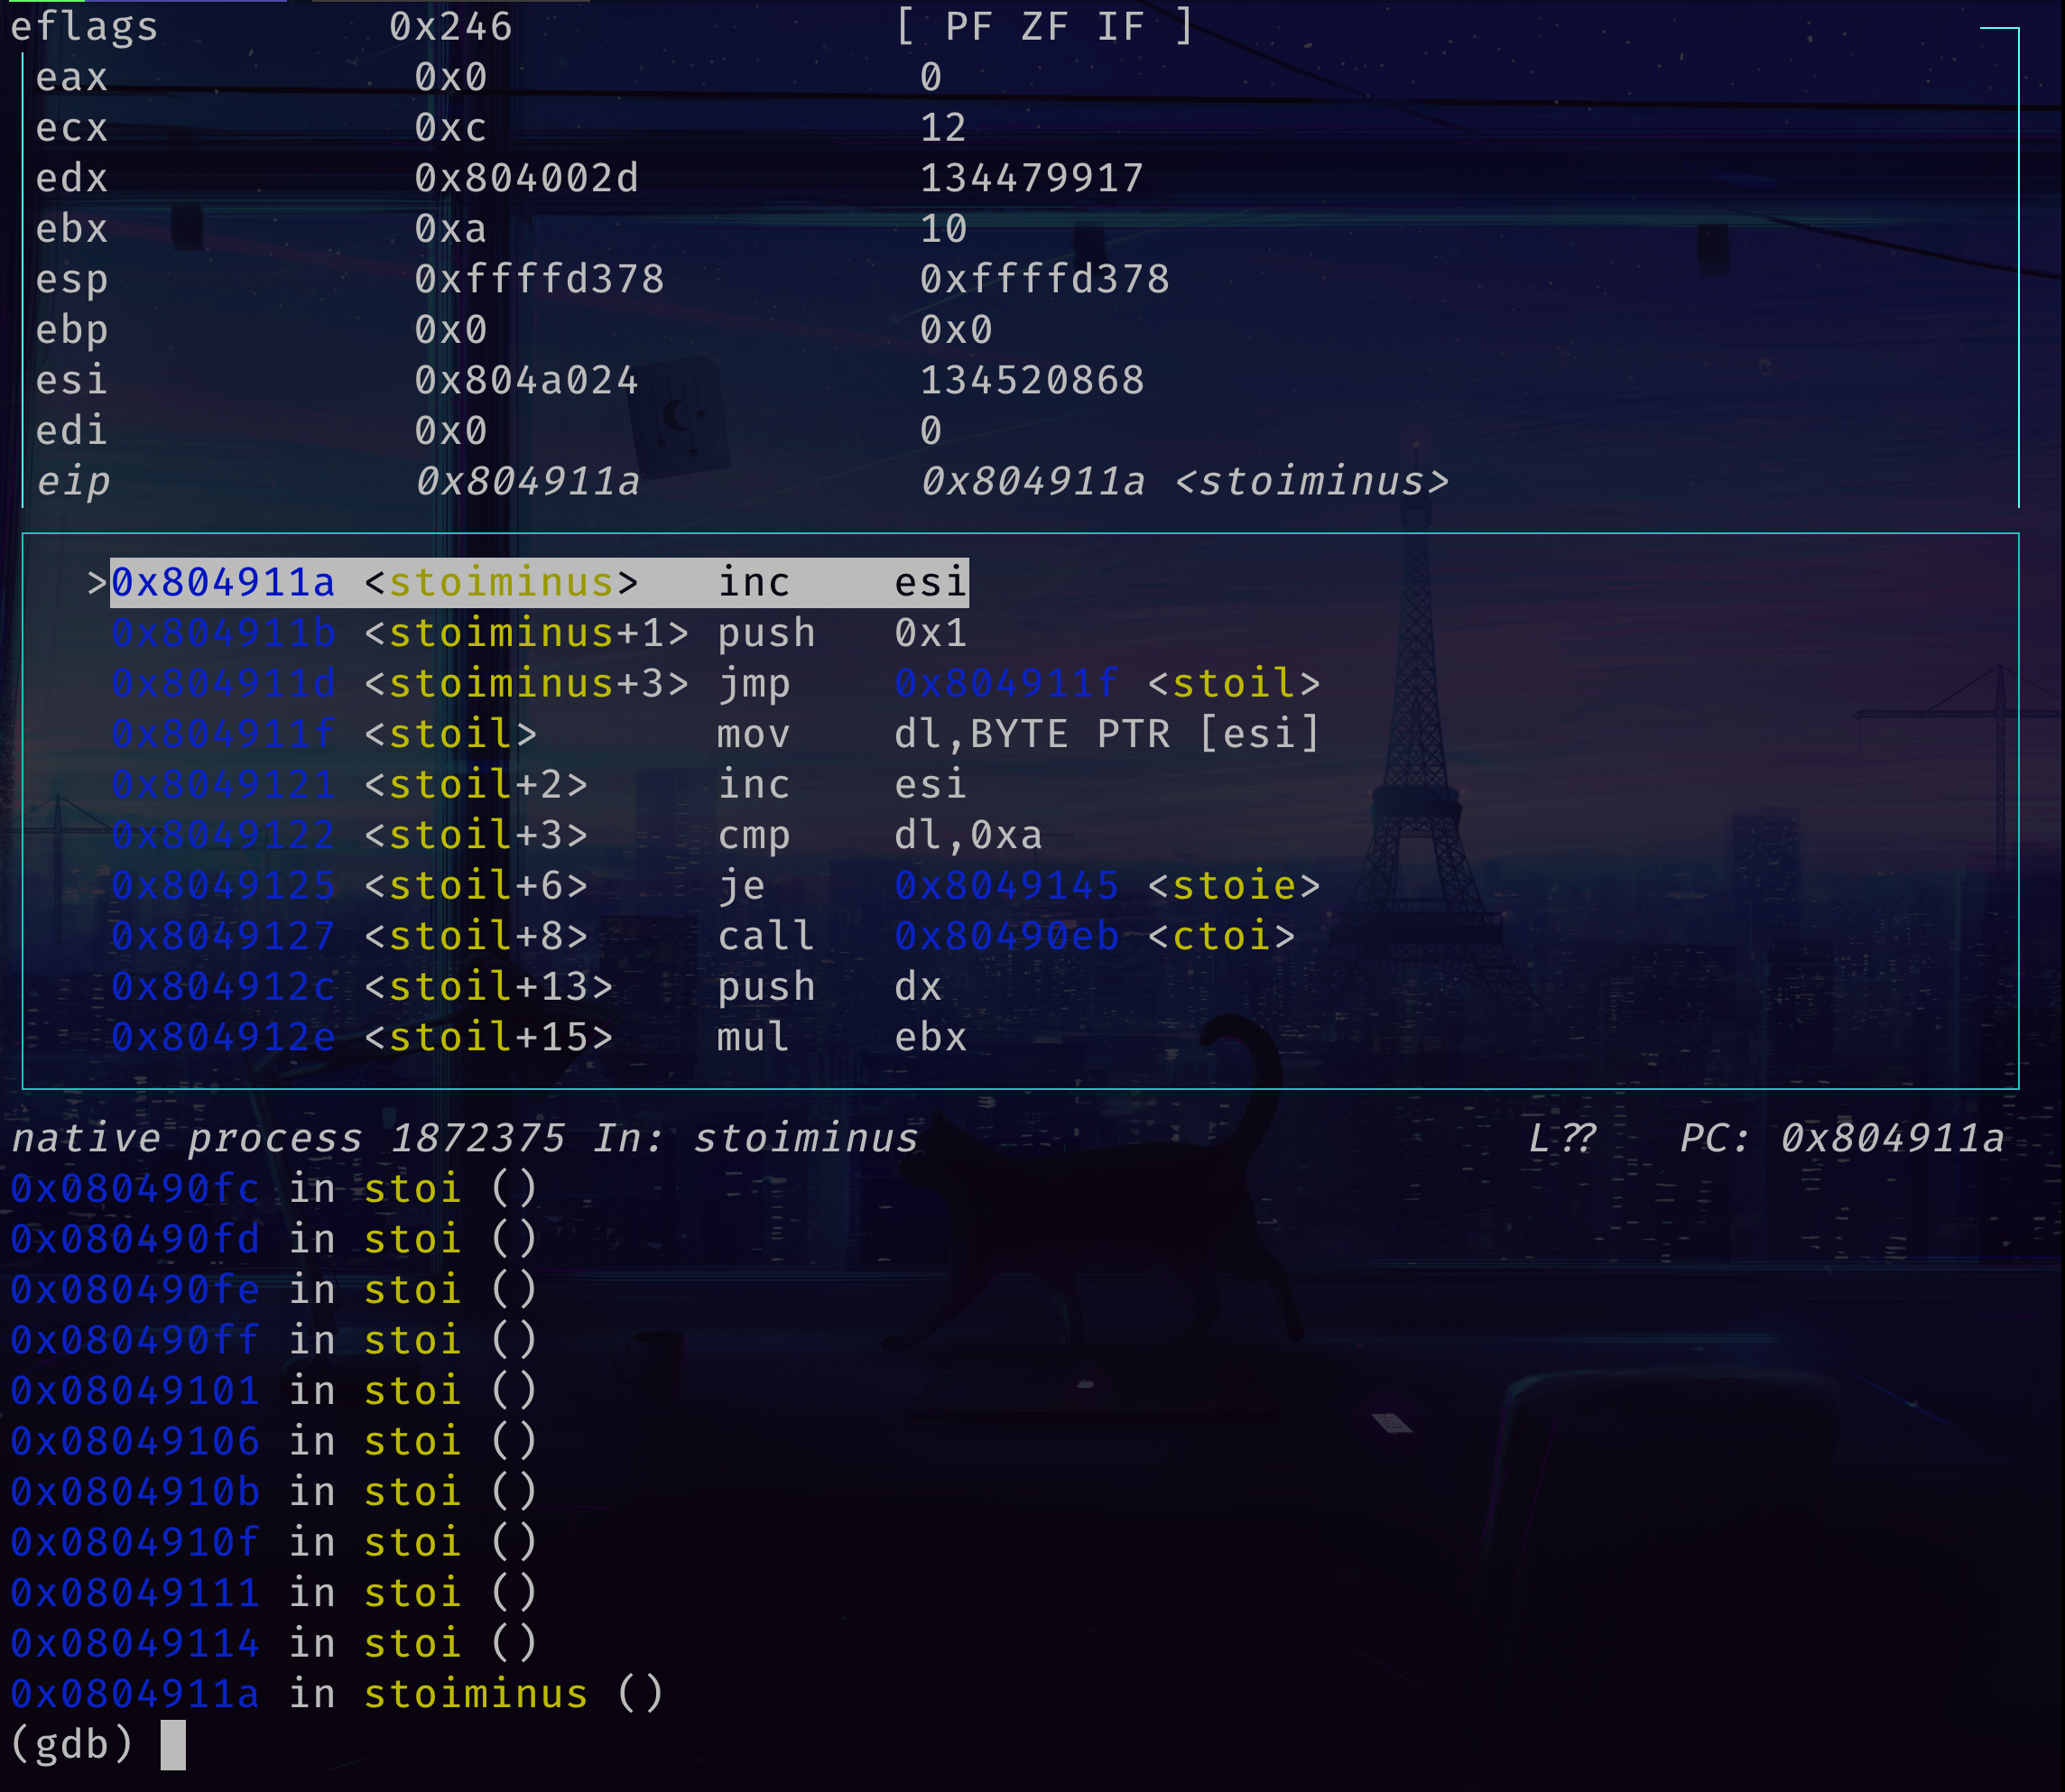 eflags 0x246 [ PF ZF IF ]
eax 0x0 0
ecx 0xc 12
edx 0x804002d 134479917
ebx 0xa 10
esp 0xffffd378 0xffffd378
ebp 0x0 0x0
esi 0x804a024 134520868
edi 0x0 0
eip 0x804911a 0x804911a <stoiminus>
>0x804911a <stoiminus> inc esi
0x804911b <stoiminus+1> push 0x1
0x804911d <stoiminus+3> jmp 0x804911f <stoil>
0x804911f <stoil> mov dl,BYTE PTR [esi]
0x8049121 <stoil+2> inc esi
0x8049122 <stoil+3> cmp dl,0xa
0x8049125 <stoil+6> je 0x8049145 <stoie>
0x8049127 <stoil+8> call 0x80490eb <ctoi>
0x804912c <stoil+13> push dx
0x804912e <stoil+15> mul ebx
native process 1872375 In: stoiminus L?? PC: 0x804911a
0x080490fc in stoi ()
0x080490fd in stoi ()
0x080490fe in stoi ()
0x080490ff in stoi ()
0x08049101 in stoi ()
0x08049106 in stoi ()
0x0804910b in stoi ()
0x0804910f in stoi ()
0x08049111 in stoi ()
0x08049114 in stoi ()
0x0804911a in stoiminus ()
(gdb)